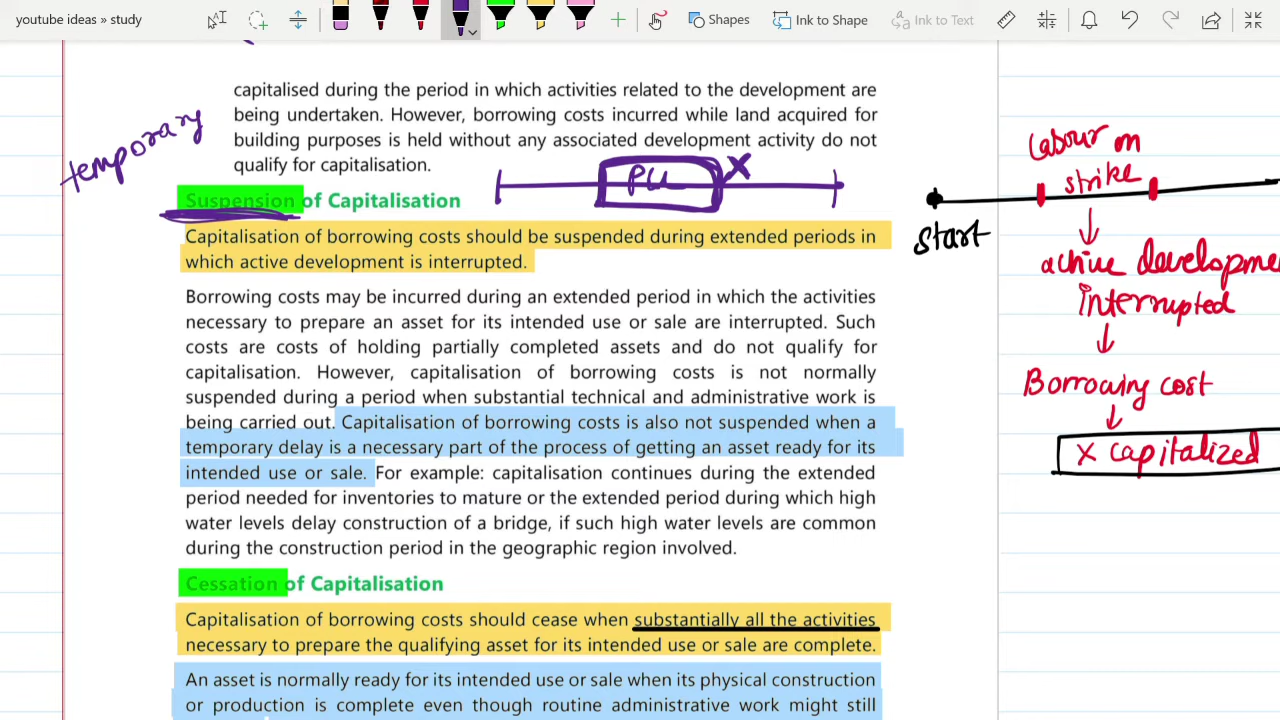 youtube ideas » study
Shapes
Ink to Shape
Ink to Text
capitalised during the period in which activities related to the development are
being undertaken. However, borrowing costs incurred while land acquired for
building purposes is held without any associated development activity do not
qualify for capitalisation.
temporary
P&L
X
Suspension of Capitalisation
Capitalisation of borrowing costs should be suspended during extended periods in
which active development is interrupted.
Borrowing costs may be incurred during an extended period in which the activities
necessary to prepare an asset for its intended use or sale are interrupted. Such
costs are costs of holding partially completed assets and do not qualify for
capitalisation. However, capitalisation of borrowing costs is not normally
suspended during a period when substantial technical and administrative work is
being carried out. Capitalisation of borrowing costs is also not suspended when a
temporary delay is a necessary part of the process of getting an asset ready for its
intended use or sale. For example: capitalisation continues during the extended
period needed for inventories to mature or the extended period during which high
water levels delay construction of a bridge, if such high water levels are common
during the construction period in the geographic region involved.
Cessation of Capitalisation
Capitalisation of borrowing costs should cease when substantially all the activities
necessary to prepare the qualifying asset for its intended use or sale are complete.
An asset is normally ready for its intended use or sale when its physical construction
or production is complete even though routine administrative work might still
Labour on
strike
start
active developme
Interrupted
Borrowing cost
X capitalized